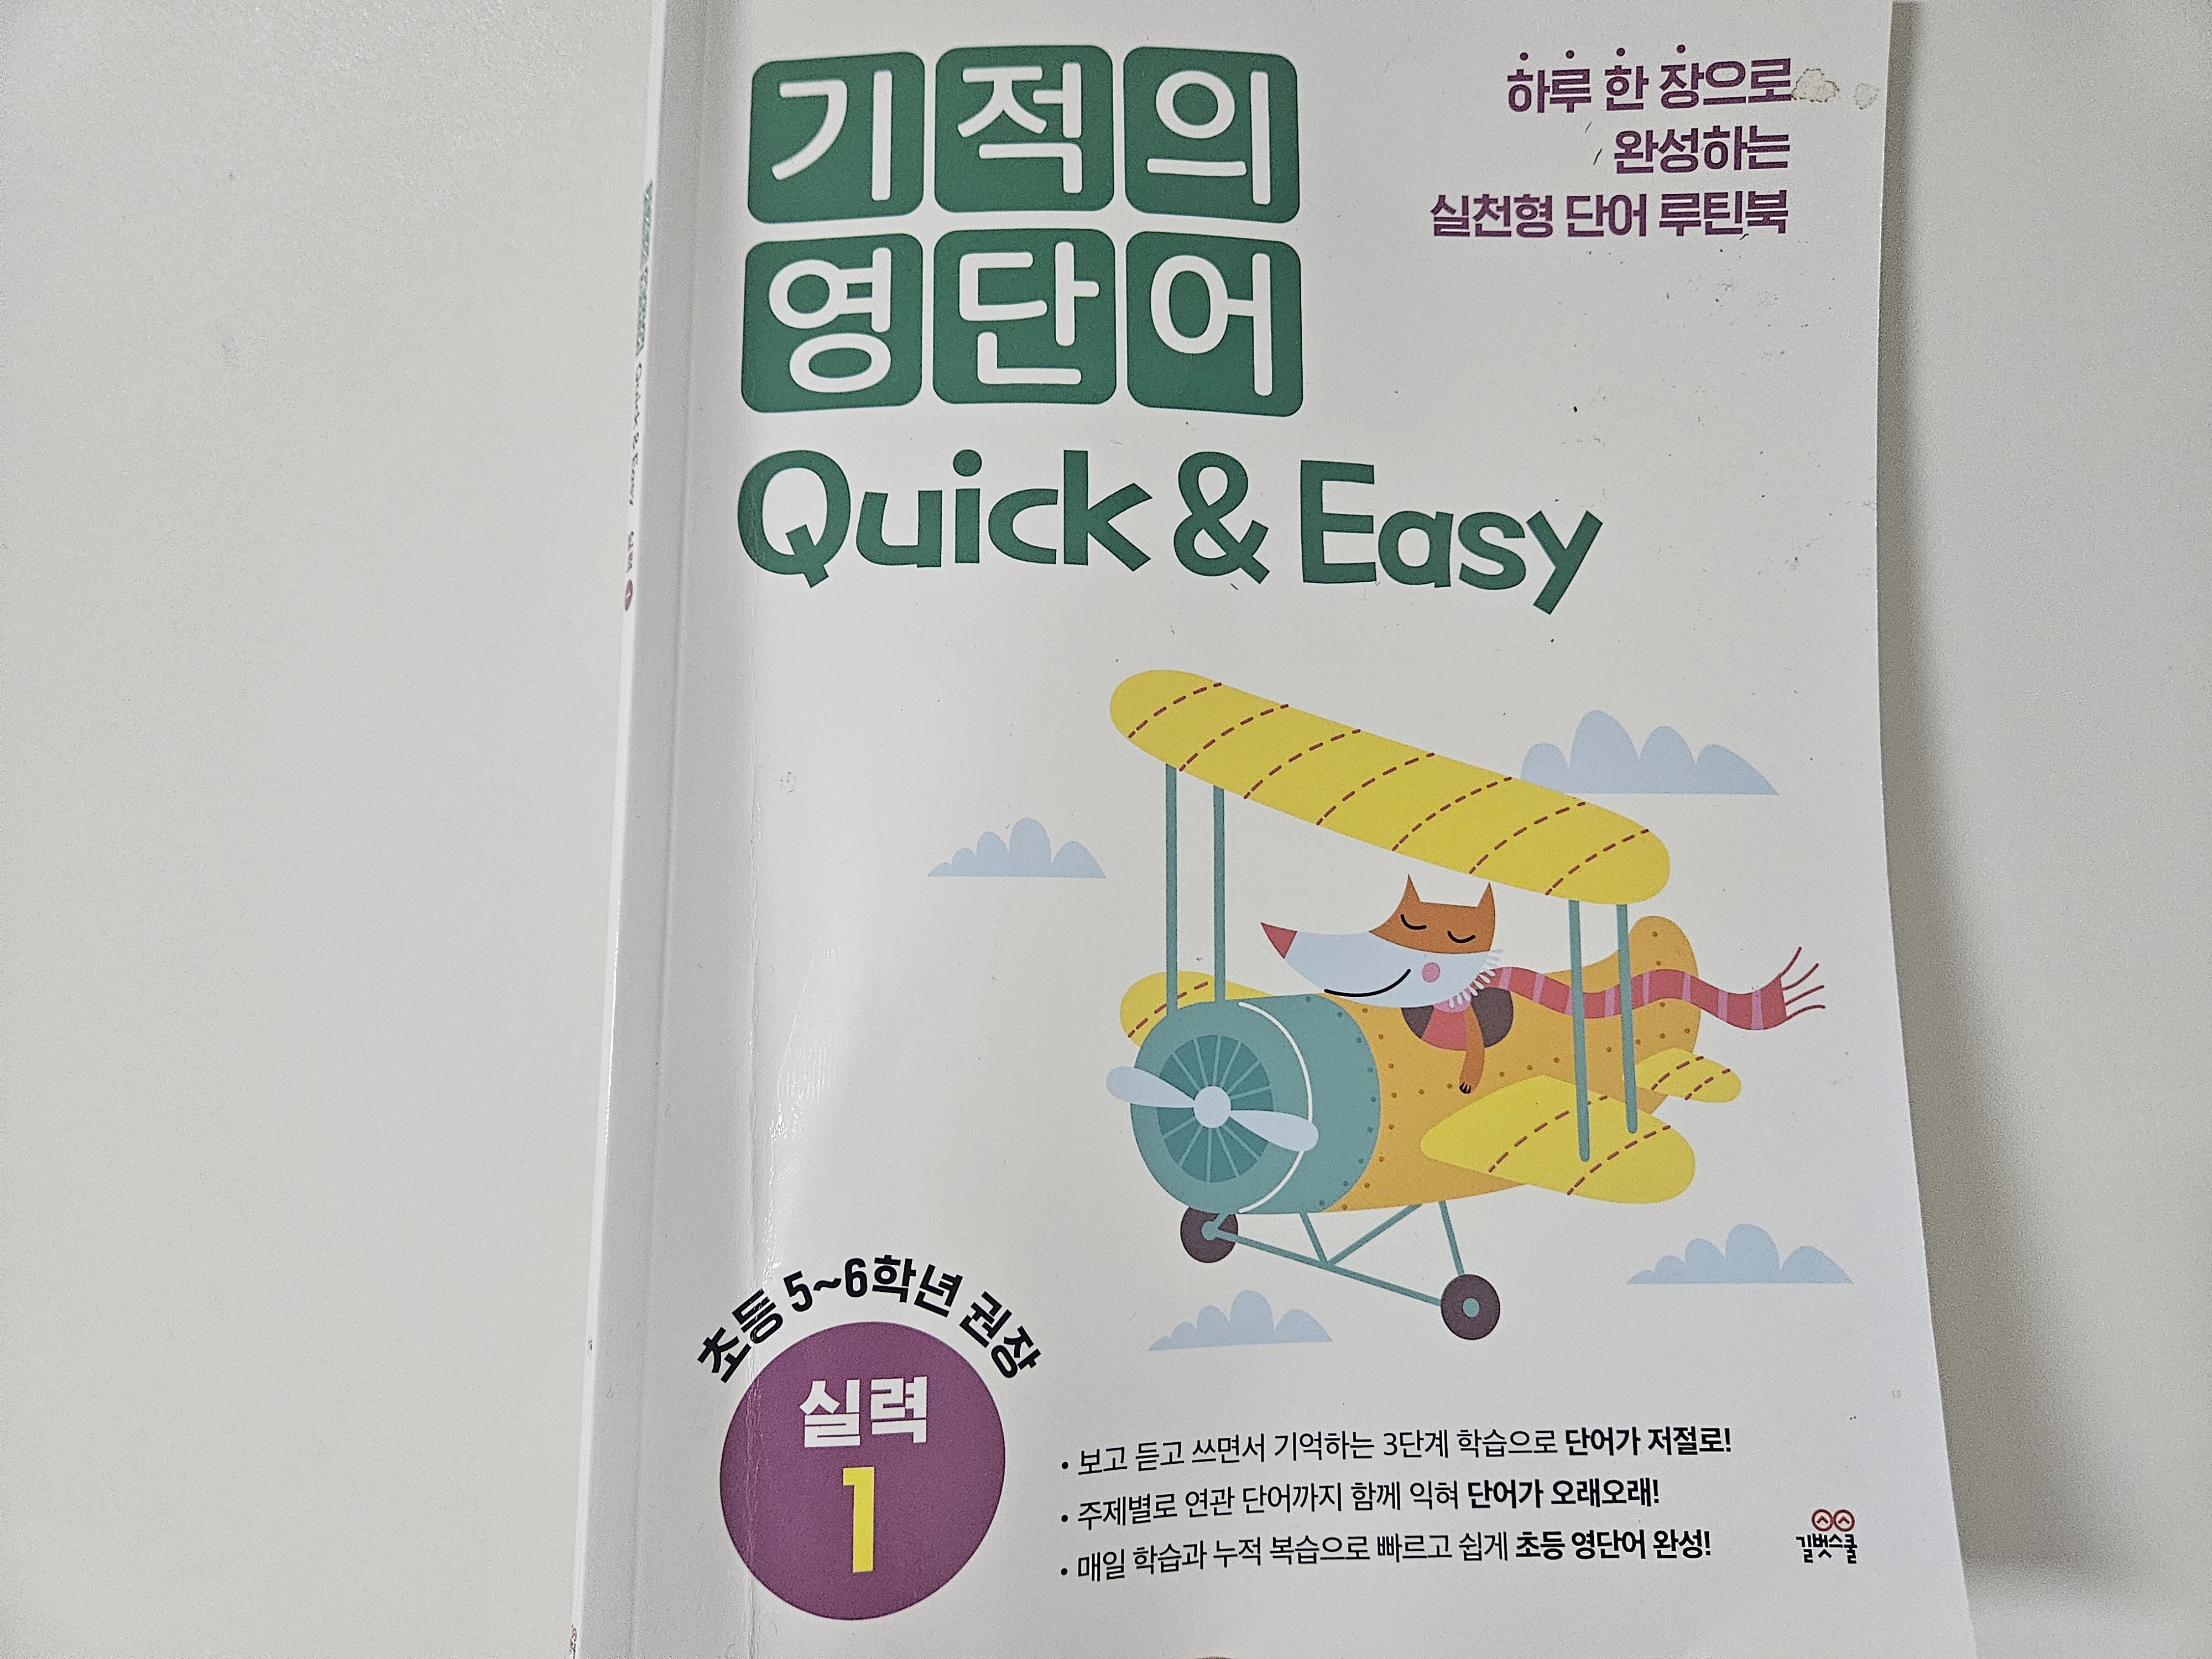 기적의
영단어
Quick & Easy
하루 한 장으로
완성하는
실천형 단어 루틴북
초등 5~6학년 권장
실력
1
• 보고 듣고 쓰면서 기억하는 3단계 학습으로 단어가 저절로!
• 주제별로 연관 단어까지 함께 익혀 단어가 오래오래!
• 매일 학습과 누적 복습으로 빠르고 쉽게 초등 영단어 완성!
길벗스쿨
Quick & Easy